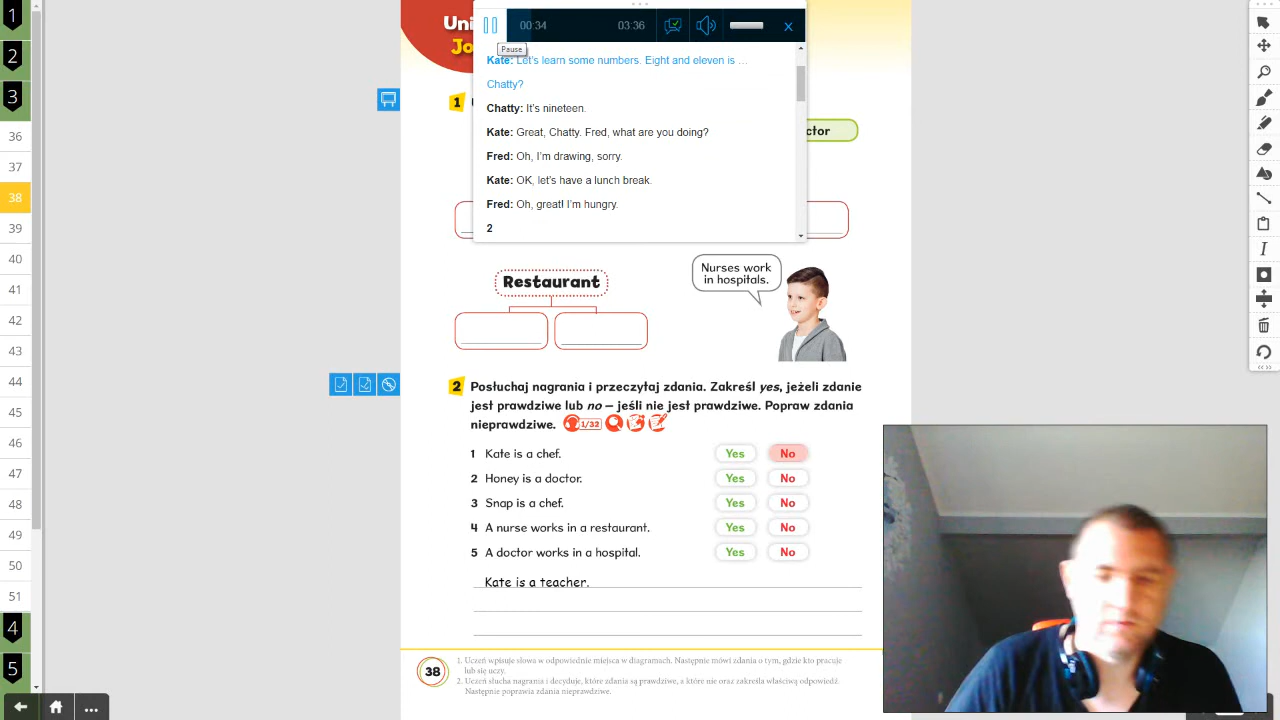 Uni
Jo
00:34
03:36
Pause
Kate: Let's learn some numbers. Eight and eleven is …
Chatty?
Chatty: It's nineteen.
Kate: Great, Chatty. Fred, what are you doing?
Fred: Oh, I'm drawing, sorry.
Kate: OK, let's have a lunch break.
Fred: Oh, great! I'm hungry.
2
1
ctor
2
3
36
37
38
39
40
41
42
43
44
45
46
47
48
49
50
51
4
5
Restaurant
Nurses work
in hospitals.
2 Posłuchaj nagrania i przeczytaj zdania. Zakreśl yes, jeżeli zdanie
jest prawdziwe lub no – jeśli nie jest prawdziwe. Popraw zdania
nieprawdziwe. 1/32
1 Kate is a chef. Yes No
2 Honey is a doctor. Yes No
3 Snap is a chef. Yes No
4 A nurse works in a restaurant. Yes No
5 A doctor works in a hospital. Yes No
Kate is a teacher.
38
1. Uczeń wpisuje słowa w odpowiednie miejsca w diagramach. Następnie mówi zdania o tym, gdzie kto pracuje
lub się uczy.
2. Uczeń słucha nagrania i decyduje, które zdania są prawdziwe, a które nie oraz zakreśla właściwą odpowiedź.
Następnie poprawia zdania nieprawdziwe.